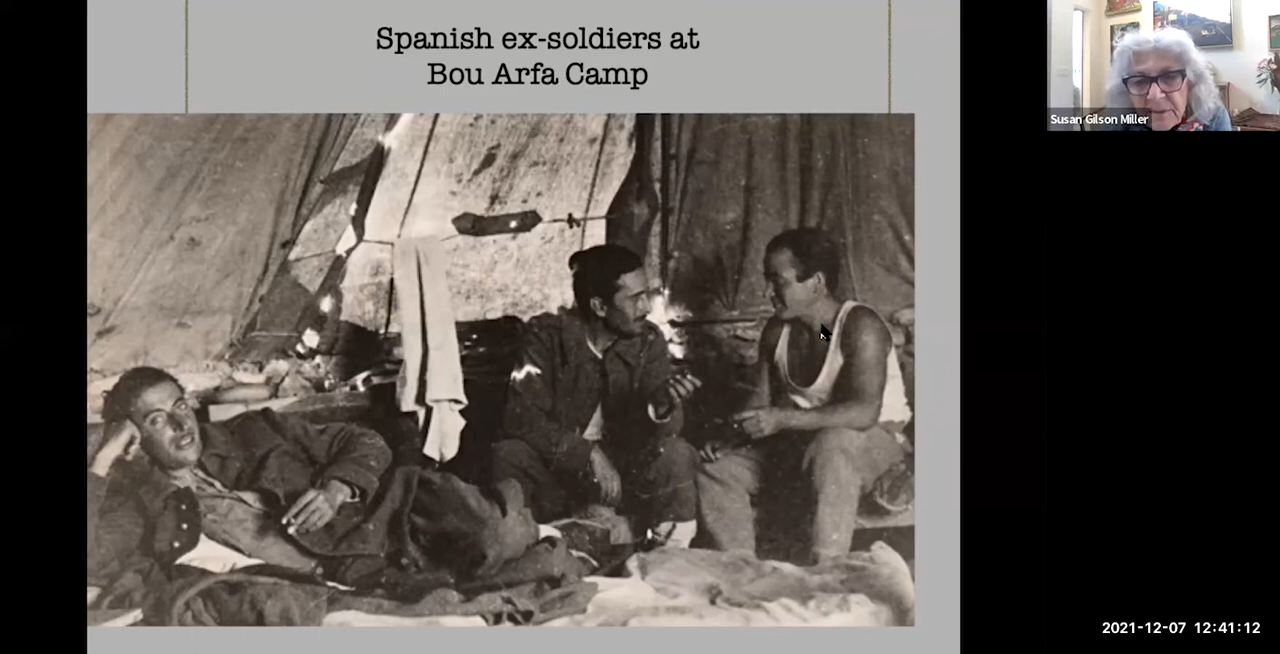 Spanish ex-soldiers at
Bou Arfa Camp
Susan Gilson Miller
2021-12-07 12:41:12